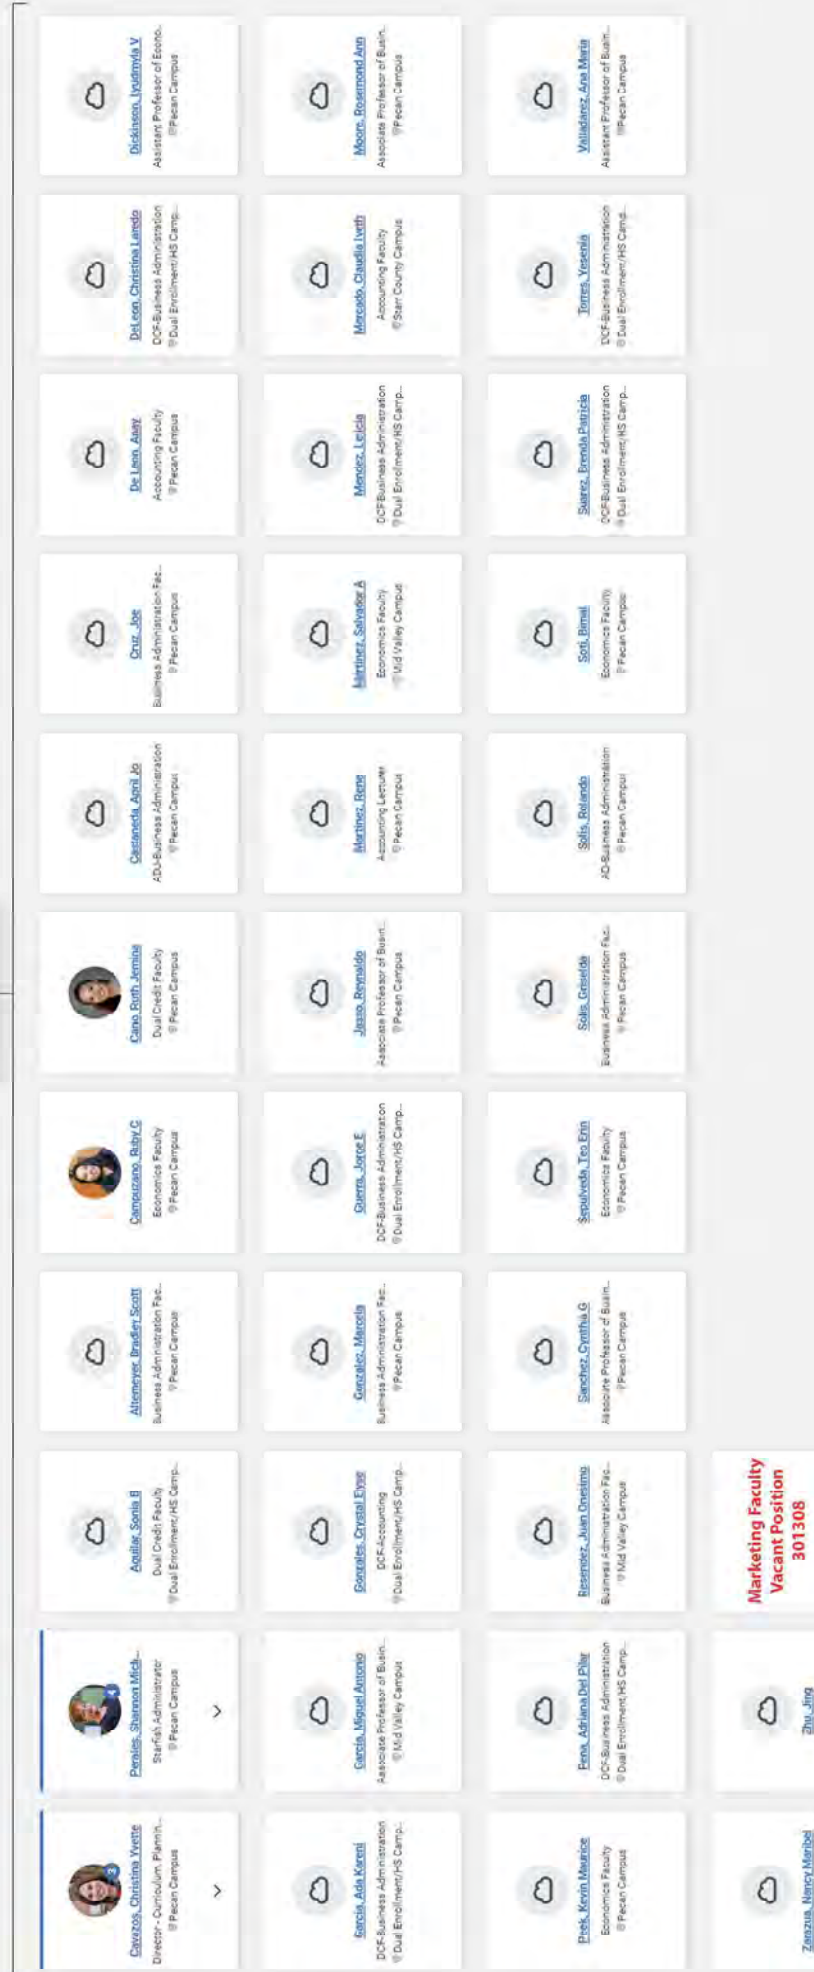 Cavazos, Christina Yvette
Director - Curriculum, Plannin...
Pecan Campus
3
Perales, Shannon Mich...
Starfish Administrator
Pecan Campus
4
Aguilar, Sonia B
Dual Credit Faculty
Dual Enrollment/HS Camp...
Altemeyer, Bradley Scott
Business Administration Fac...
Pecan Campus
Campuzano, Ruby C
Economics Faculty
Pecan Campus
Cano, Ruth Jemina
Dual Credit Faculty
Pecan Campus
Castaneda, April Jo
ADJ-Business Administration
Pecan Campus
Cruz, Joe
Business Administration Fac...
Pecan Campus
De Leon, Anay
Accounting Faculty
Pecan Campus
DeLeon, Christina Laredo
DCF-Business Administration
Dual Enrollment/HS Camp...
Dickinson, Lyudmyla V
Assistant Professor of Econo...
Pecan Campus
Garcia, Ada Kareni
DCF-Business Administration
Dual Enrollment/HS Camp...
Garcia, Miguel Antonio
Associate Professor of Busin...
Mid Valley Campus
Gonzales, Crystal Elyse
DCF-Accounting
Dual Enrollment/HS Camp...
Gonzalez, Marcela
Business Administration Fac...
Pecan Campus
Guerra, Jorge E
DCF-Business Administration
Dual Enrollment/HS Camp...
Jasso, Reynaldo
Associate Professor of Busin...
Pecan Campus
Martinez, Rene
Accounting Lecturer
Pecan Campus
Martinez, Salvador A
Economics Faculty
Mid Valley Campus
Mendez, Leticia
DCF-Business Administration
Dual Enrollment/HS Camp...
Mercado, Claudia Iveth
Accounting Faculty
Starr County Campus
Moore, Rosemond Ann
Associate Professor of Busin...
Pecan Campus
Peek, Kevin Maurice
Economics Faculty
Pecan Campus
Pena, Adriana Del Pilar
DCF-Business Administration
Dual Enrollment/HS Camp...
Resendez, Juan Onesimo
Business Administration Fac...
Mid Valley Campus
Sanchez, Cynthia G
Associate Professor of Busin...
Pecan Campus
Sepulveda, Teo Erin
Economics Faculty
Pecan Campus
Solis, Griselda
Business Administration Fac...
Pecan Campus
Solis, Rolando
AD-Business Administration
Pecan Campus
Soti, Bimal
Economics Faculty
Pecan Campus
Suarez, Brenda Patricia
DCF-Business Administration
Dual Enrollment/HS Camp...
Torres, Yesenia
DCF-Business Administration
Dual Enrollment/HS Camp...
Valladarez, Ana Maria
Assistant Professor of Busin...
Pecan Campus
Zarazua, Nancy Maribel
Zhu, Jing
Marketing Faculty
Vacant Position
301308